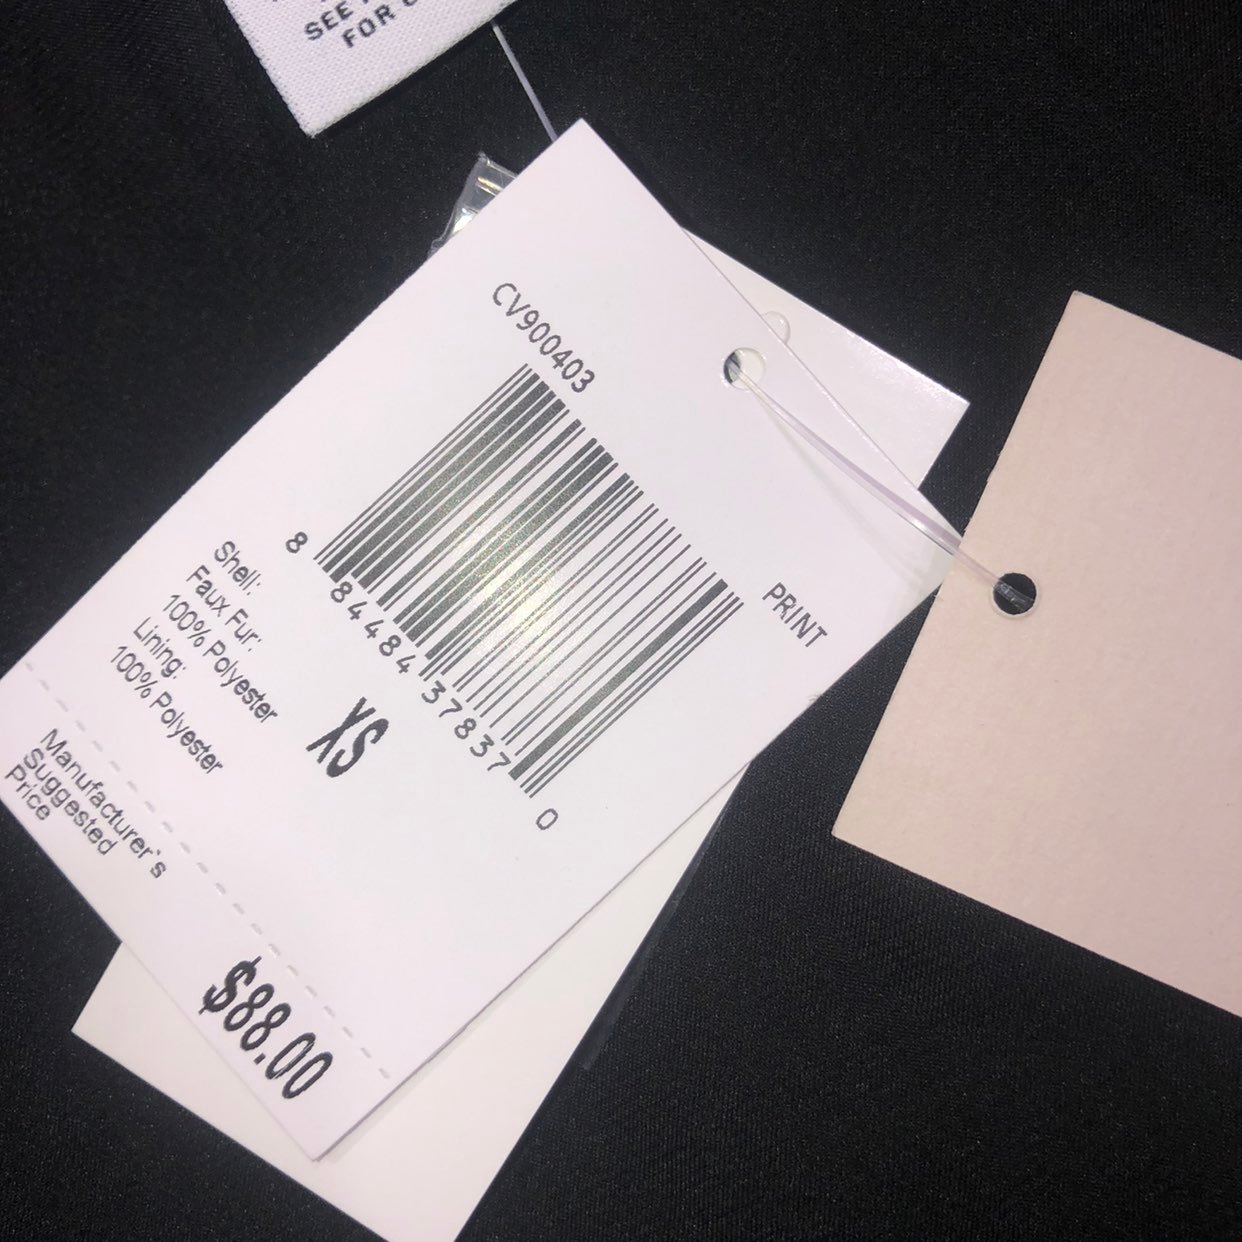 SEE
FOR
CV900403
PRINT
8 84484 37837 0
Shell:
Faux Fur:
100% Polyester
Lining:
100% Polyester
XS
Manufacturer`s
Suggested
Price
$88.00